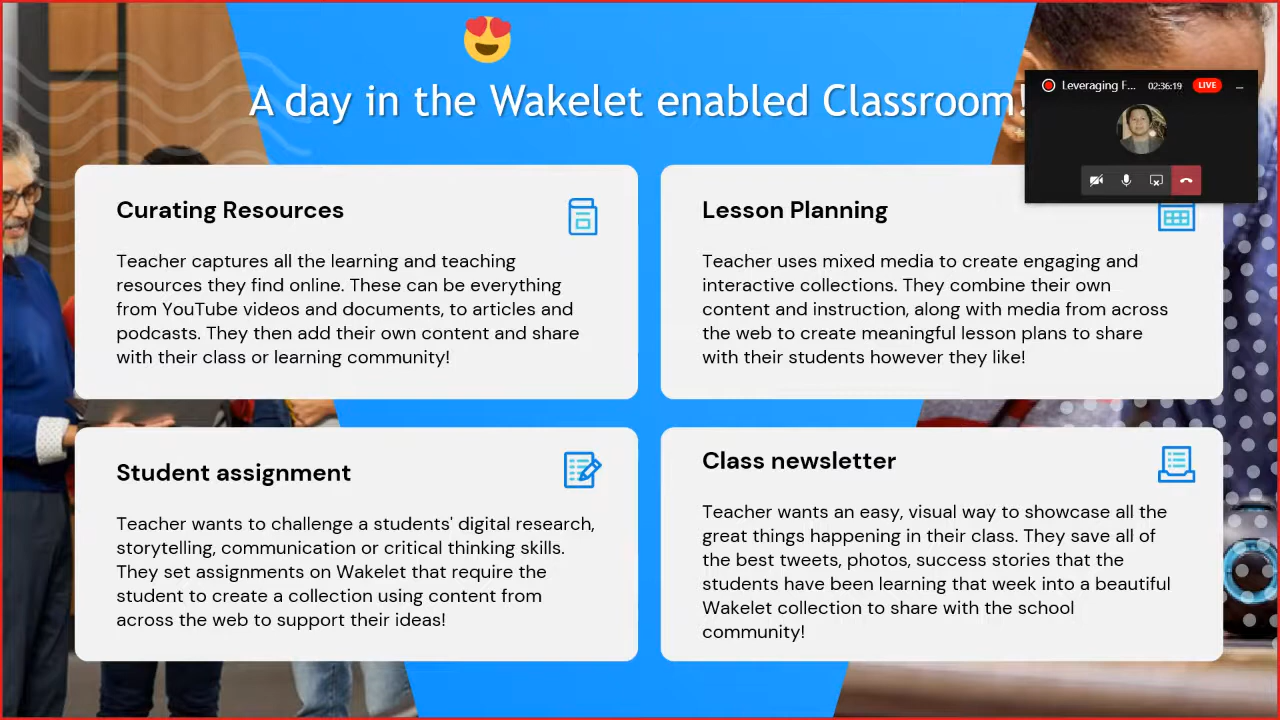 A day in the Wakelet enabled Classroom!
Leveraging F... 02:36:19 LIVE
Curating Resources
Teacher captures all the learning and teaching
resources they find online. These can be everything
from YouTube videos and documents, to articles and
podcasts. They then add their own content and share
with their class or learning community!
Lesson Planning
Teacher uses mixed media to create engaging and
interactive collections. They combine their own
content and instruction, along with media from across
the web to create meaningful lesson plans to share
with their students however they like!
Student assignment
Teacher wants to challenge a students' digital research,
storytelling, communication or critical thinking skills.
They set assignments on Wakelet that require the
student to create a collection using content from
across the web to support their ideas!
Class newsletter
Teacher wants an easy, visual way to showcase all the
great things happening in their class. They save all of
the best tweets, photos, success stories that the
students have been learning that week into a beautiful
Wakelet collection to share with the school
community!